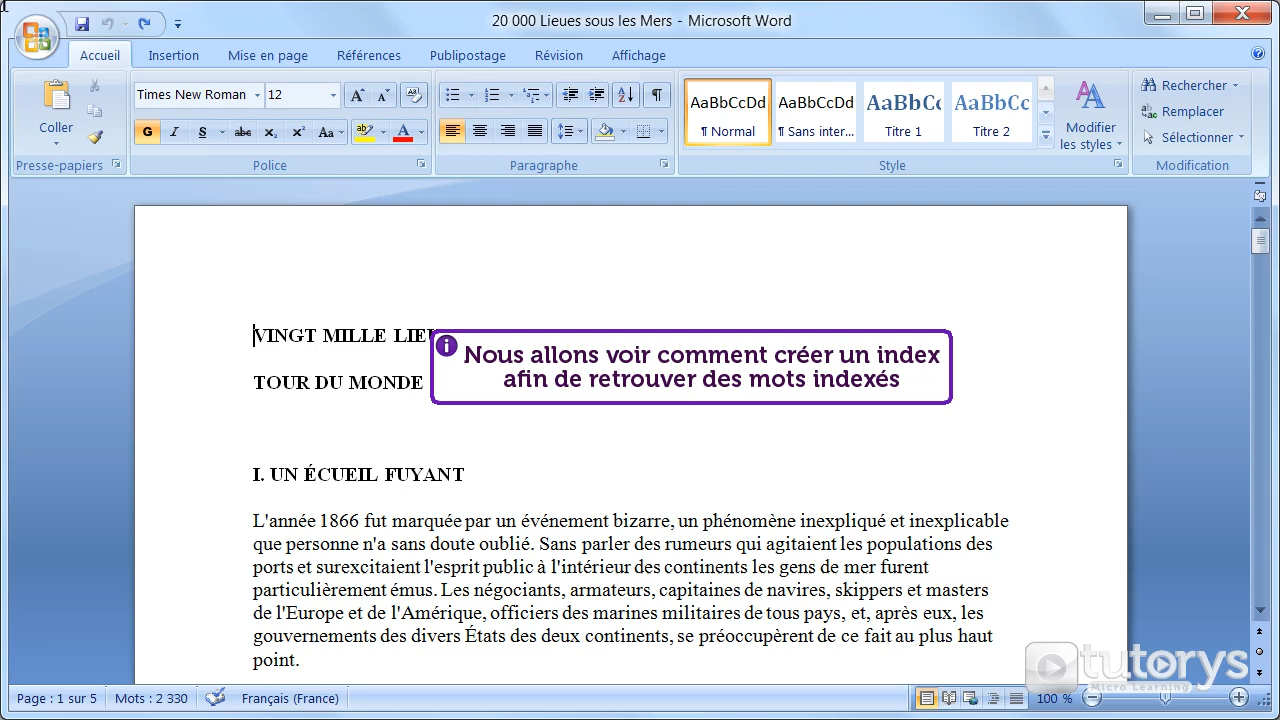 20 000 Lieues sous les Mers - Microsoft Word
Accueil Insertion Mise en page Références Publipostage Révision Affichage
Times New Roman 12
Coller
G I S abc X₂ X² Aa ab A
AaBbCcDd AaBbCcDd AaBbCc AaBbCc
¶ Normal ¶ Sans inter... Titre 1 Titre 2
Modifier
les styles
Rechercher
Remplacer
Sélectionner
Presse-papiers Police Paragraphe Style Modification
VINGT MILLE LIEU
Nous allons voir comment créer un index
afin de retrouver des mots indexés
TOUR DU MONDE
I. UN ÉCUEIL FUYANT
L'année 1866 fut marquée par un événement bizarre, un phénomène inexpliqué et inexplicable
que personne n'a sans doute oublié. Sans parler des rumeurs qui agitaient les populations des
ports et surexcitaient l'esprit public à l'intérieur des continents les gens de mer furent
particulièrement émus. Les négociants, armateurs, capitaines de navires, skippers et masters
de l'Europe et de l'Amérique, officiers des marines militaires de tous pays, et, après eux, les
gouvernements des divers États des deux continents, se préoccupèrent de ce fait au plus haut
point.
tutorys
Micro Learning
Page : 1 sur 5 Mots : 2 330 Français (France) 100 %